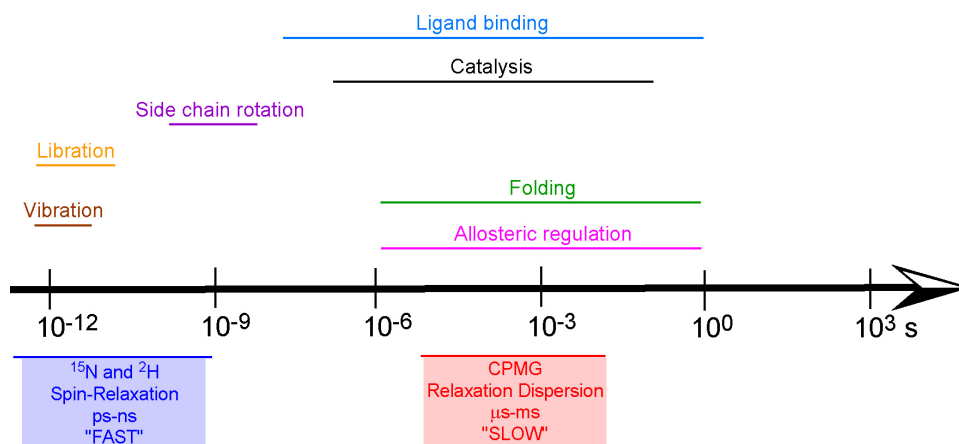 Ligand binding
Catalysis
Side chain rotation
Libration
Folding
Vibration
Allosteric regulation
10⁻¹² 10⁻⁹ 10⁻⁶ 10⁻³ 10⁰ 10³ s
¹⁵N and ²H
Spin-Relaxation
ps-ns
"FAST"
CPMG
Relaxation Dispersion
μs-ms
"SLOW"